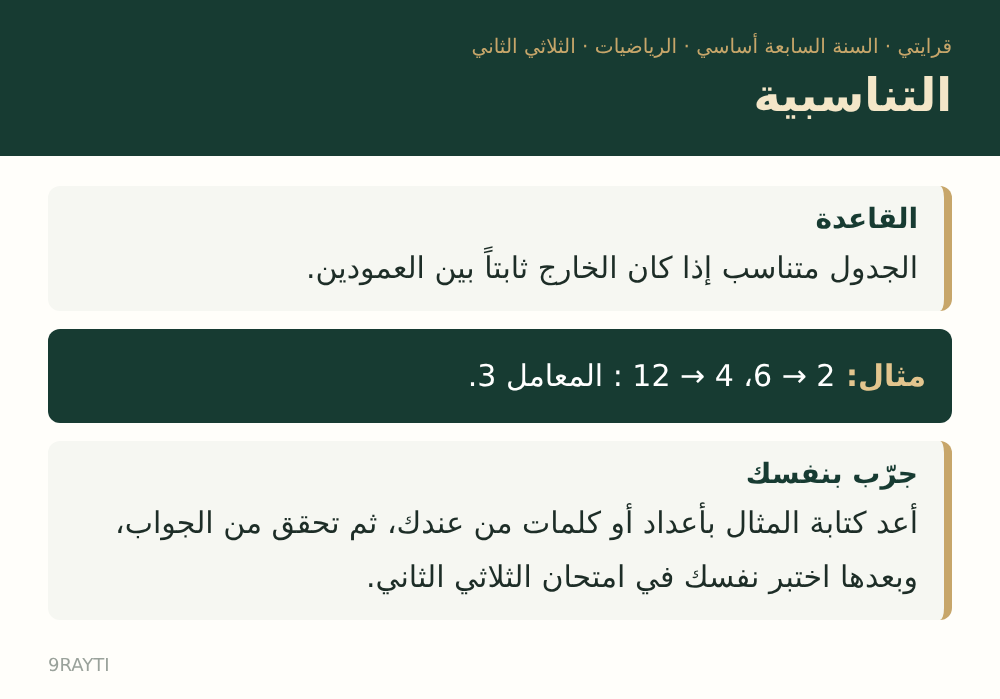 قرايتي · السنة السابعة أساسي · الرياضيات · الثلاثي الثاني
التناسبية
القاعدة
الجدول متناسب إذا كان الخارج ثابتاً بين العمودين.
مثال: 2 → 6، 4 → 12 : المعامل 3.
جرّب بنفسك
أعد كتابة المثال بأعداد أو كلمات من عندك، ثم تحقق من الجواب،
وبعدها اختبر نفسك في امتحان الثلاثي الثاني.
9RAYTI